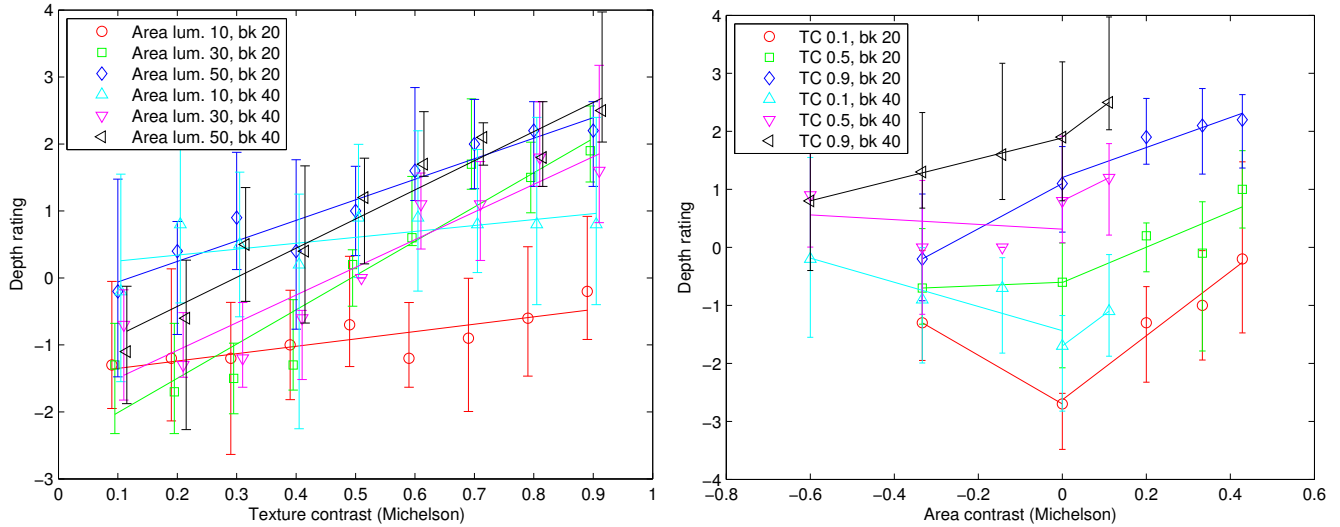 4
3
2
1
0
−1
−2
−3
Depth rating
Area lum. 10, bk 20
Area lum. 30, bk 20
Area lum. 50, bk 20
Area lum. 10, bk 40
Area lum. 30, bk 40
Area lum. 50, bk 40
0 0.1 0.2 0.3 0.4 0.5 0.6 0.7 0.8 0.9 1
Texture contrast (Michelson)
4
3
2
1
0
−1
−2
−3
−4
Depth rating
TC 0.1, bk 20
TC 0.5, bk 20
TC 0.9, bk 20
TC 0.1, bk 40
TC 0.5, bk 40
TC 0.9, bk 40
−0.8 −0.6 −0.4 −0.2 0 0.2 0.4 0.6
Area contrast (Michelson)